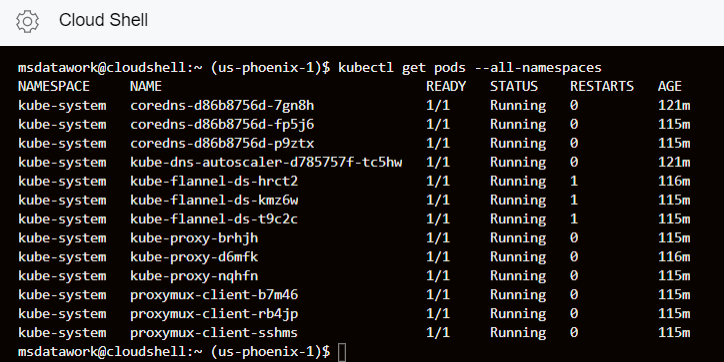 Cloud Shell
msdatawork@cloudshell:~ (us-phoenix-1)$ kubectl get pods --all-namespaces
NAMESPACE     NAME                                  READY   STATUS    RESTARTS   AGE
kube-system   coredns-d86b8756d-7gn8h               1/1     Running   0          121m
kube-system   coredns-d86b8756d-fp5j6               1/1     Running   0          115m
kube-system   coredns-d86b8756d-p9ztx               1/1     Running   0          115m
kube-system   kube-dns-autoscaler-d785757f-tc5hw    1/1     Running   0          121m
kube-system   kube-flannel-ds-hrct2                 1/1     Running   1          116m
kube-system   kube-flannel-ds-kmz6w                 1/1     Running   1          115m
kube-system   kube-flannel-ds-t9c2c                 1/1     Running   1          115m
kube-system   kube-proxy-brhjh                      1/1     Running   0          115m
kube-system   kube-proxy-d6mfk                      1/1     Running   0          116m
kube-system   kube-proxy-nqhfn                      1/1     Running   0          115m
kube-system   proxymux-client-b7m46                 1/1     Running   0          115m
kube-system   proxymux-client-rb4jp                 1/1     Running   0          115m
kube-system   proxymux-client-sshms                 1/1     Running   0          115m
msdatawork@cloudshell:~ (us-phoenix-1)$